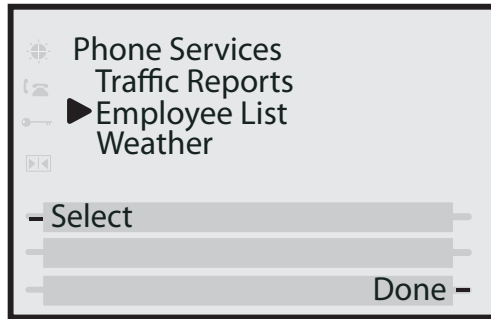 Phone Services
Traffic Reports
Employee List
Weather
Select
Done